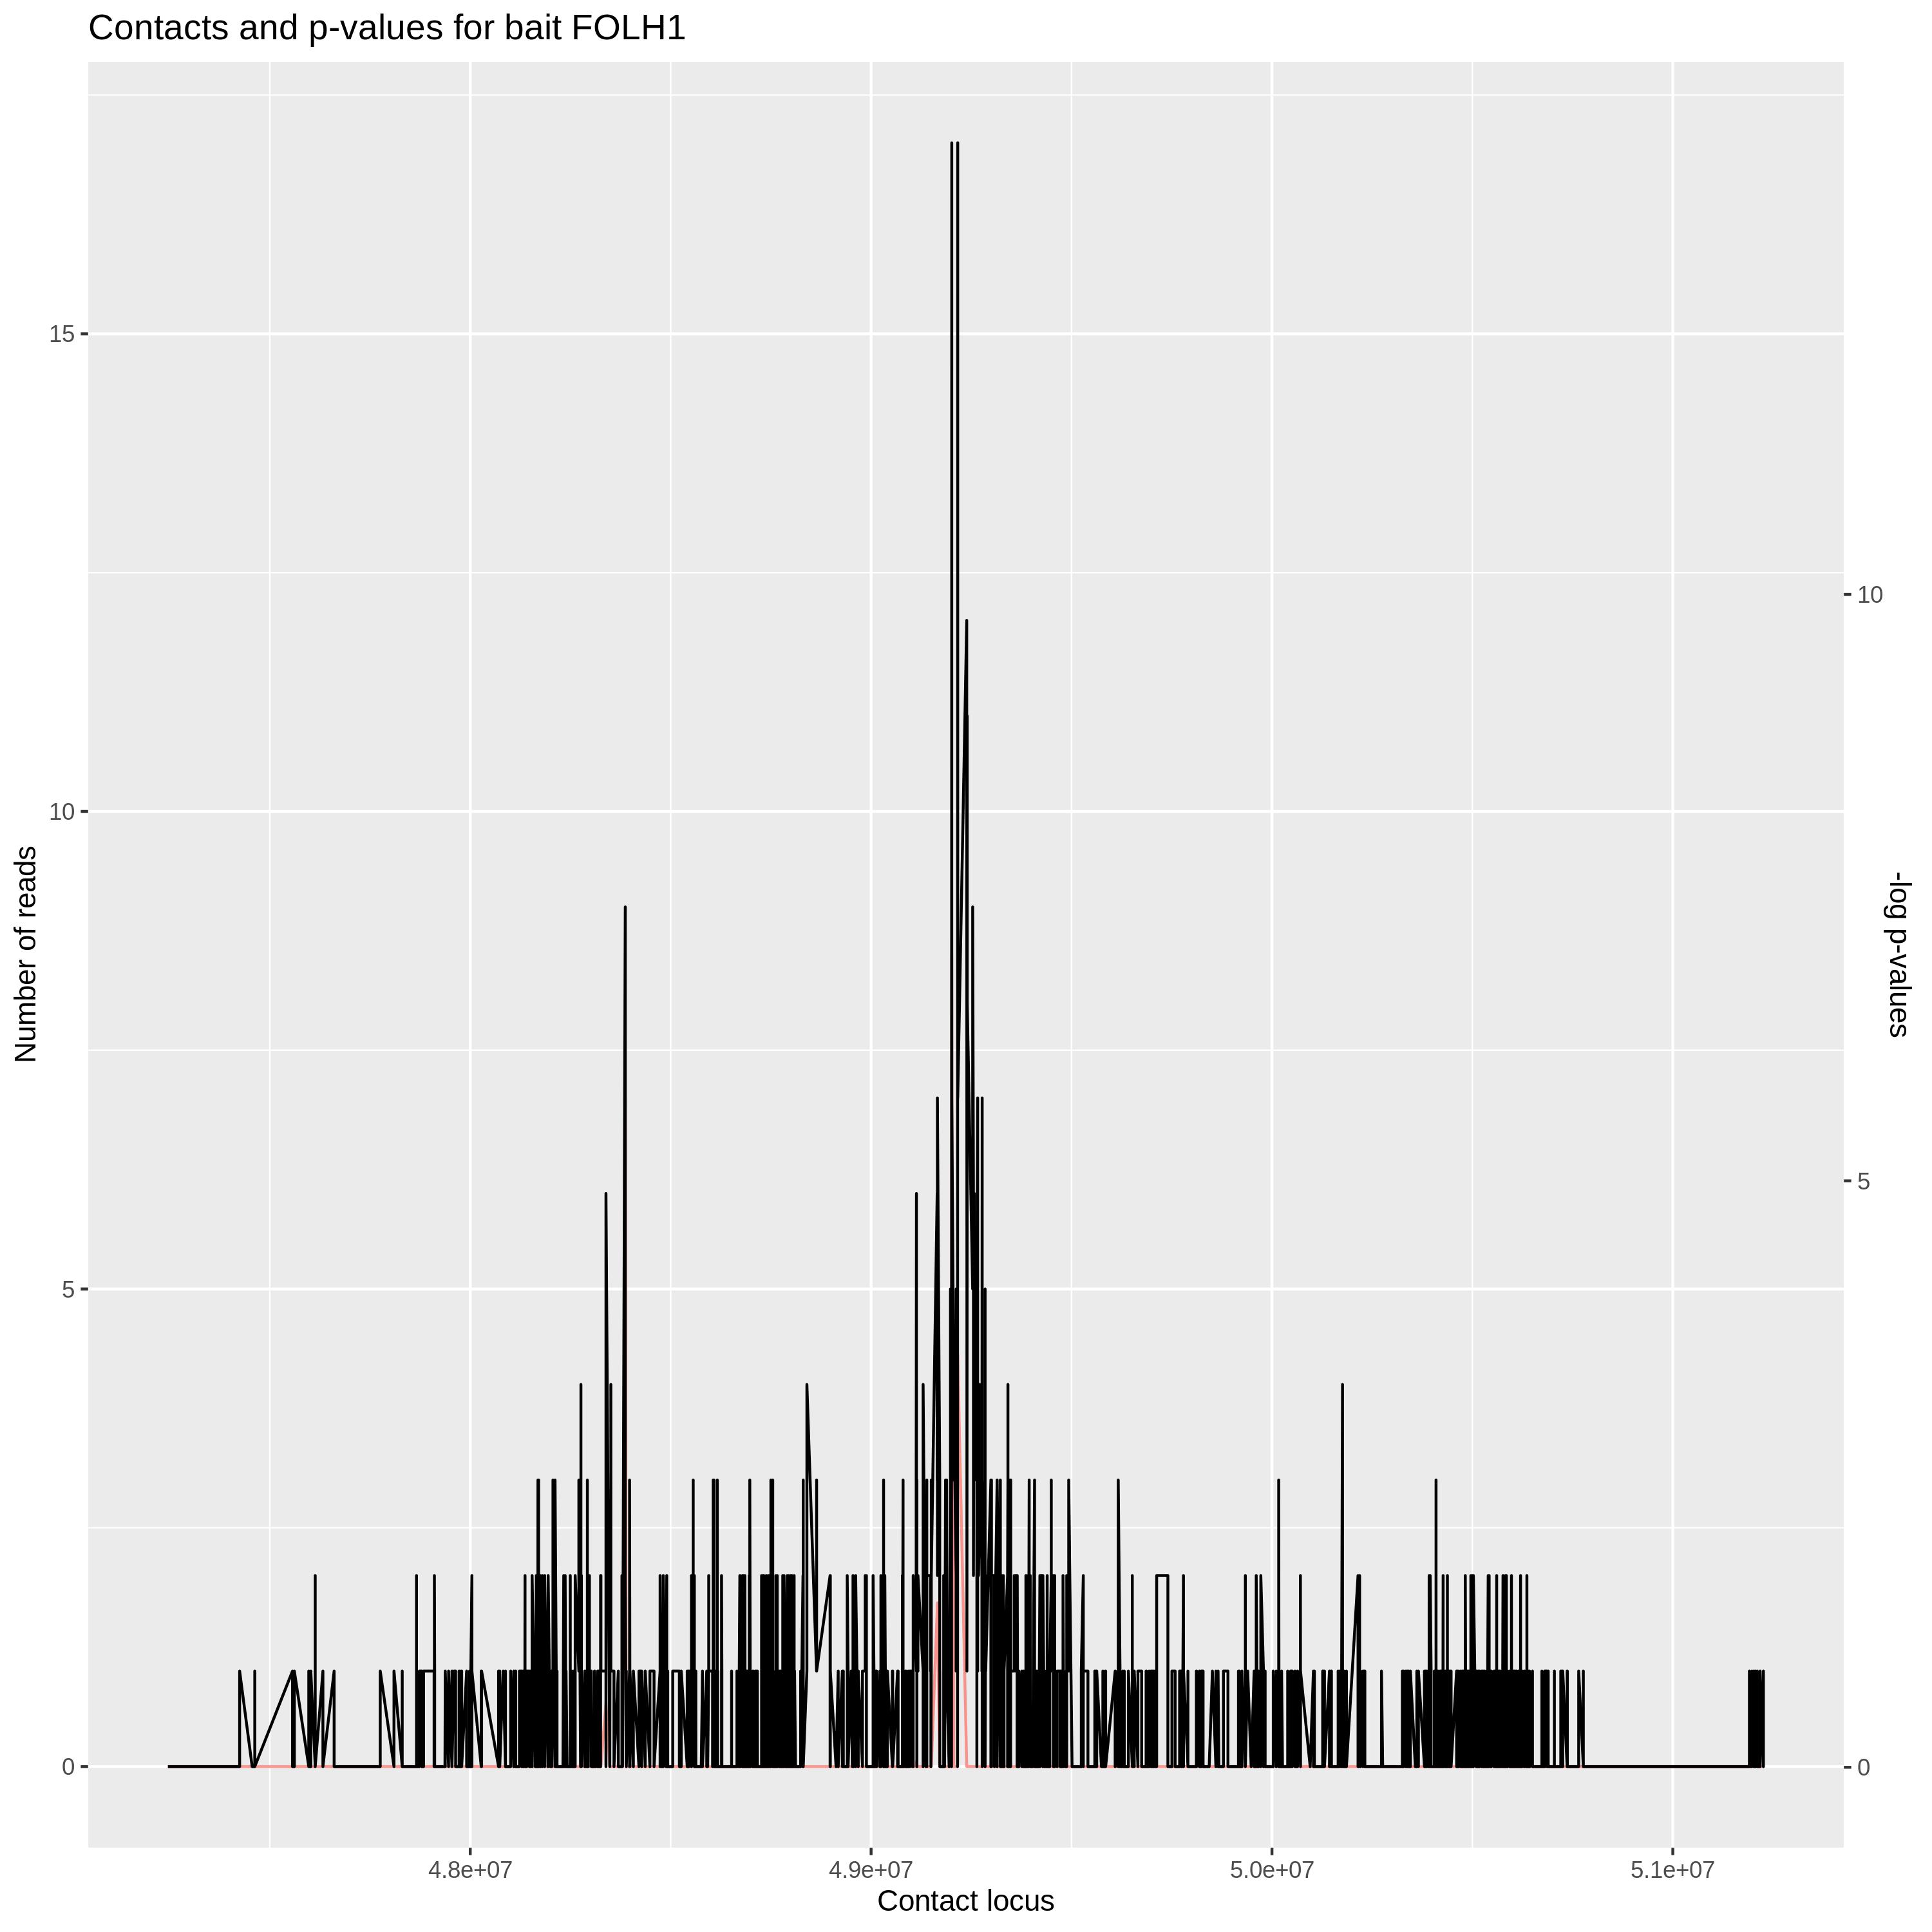 Contacts and p-values for bait FOLH1
15
10
5
0
Number of reads
10
5
0
-log p-values
4.8e+07 4.9e+07 5.0e+07 5.1e+07
Contact locus